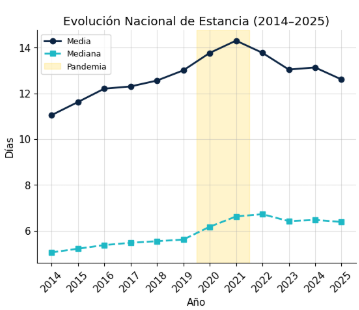 Evolución Nacional de Estancia (2014–2025)
Media
Mediana
Pandemia
Días
14
12
10
8
6
2014 2015 2016 2017 2018 2019 2020 2021 2022 2023 2024 2025
Año